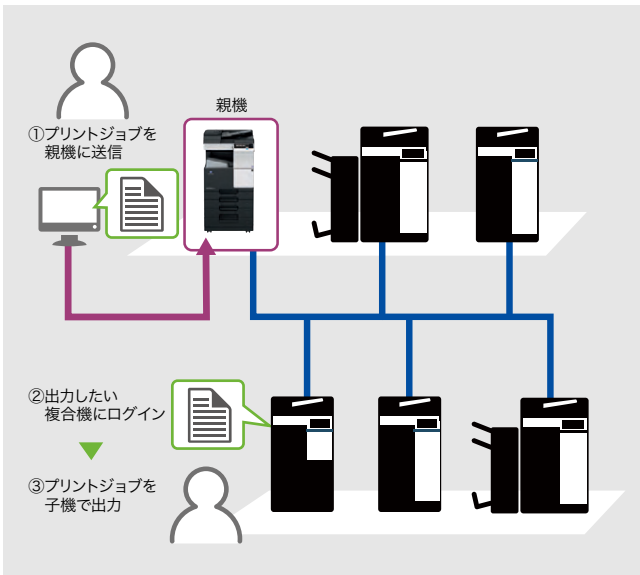 親機
①プリントジョブを
親機に送信
②出力したい
複合機にログイン
③プリントジョブを
子機で出力